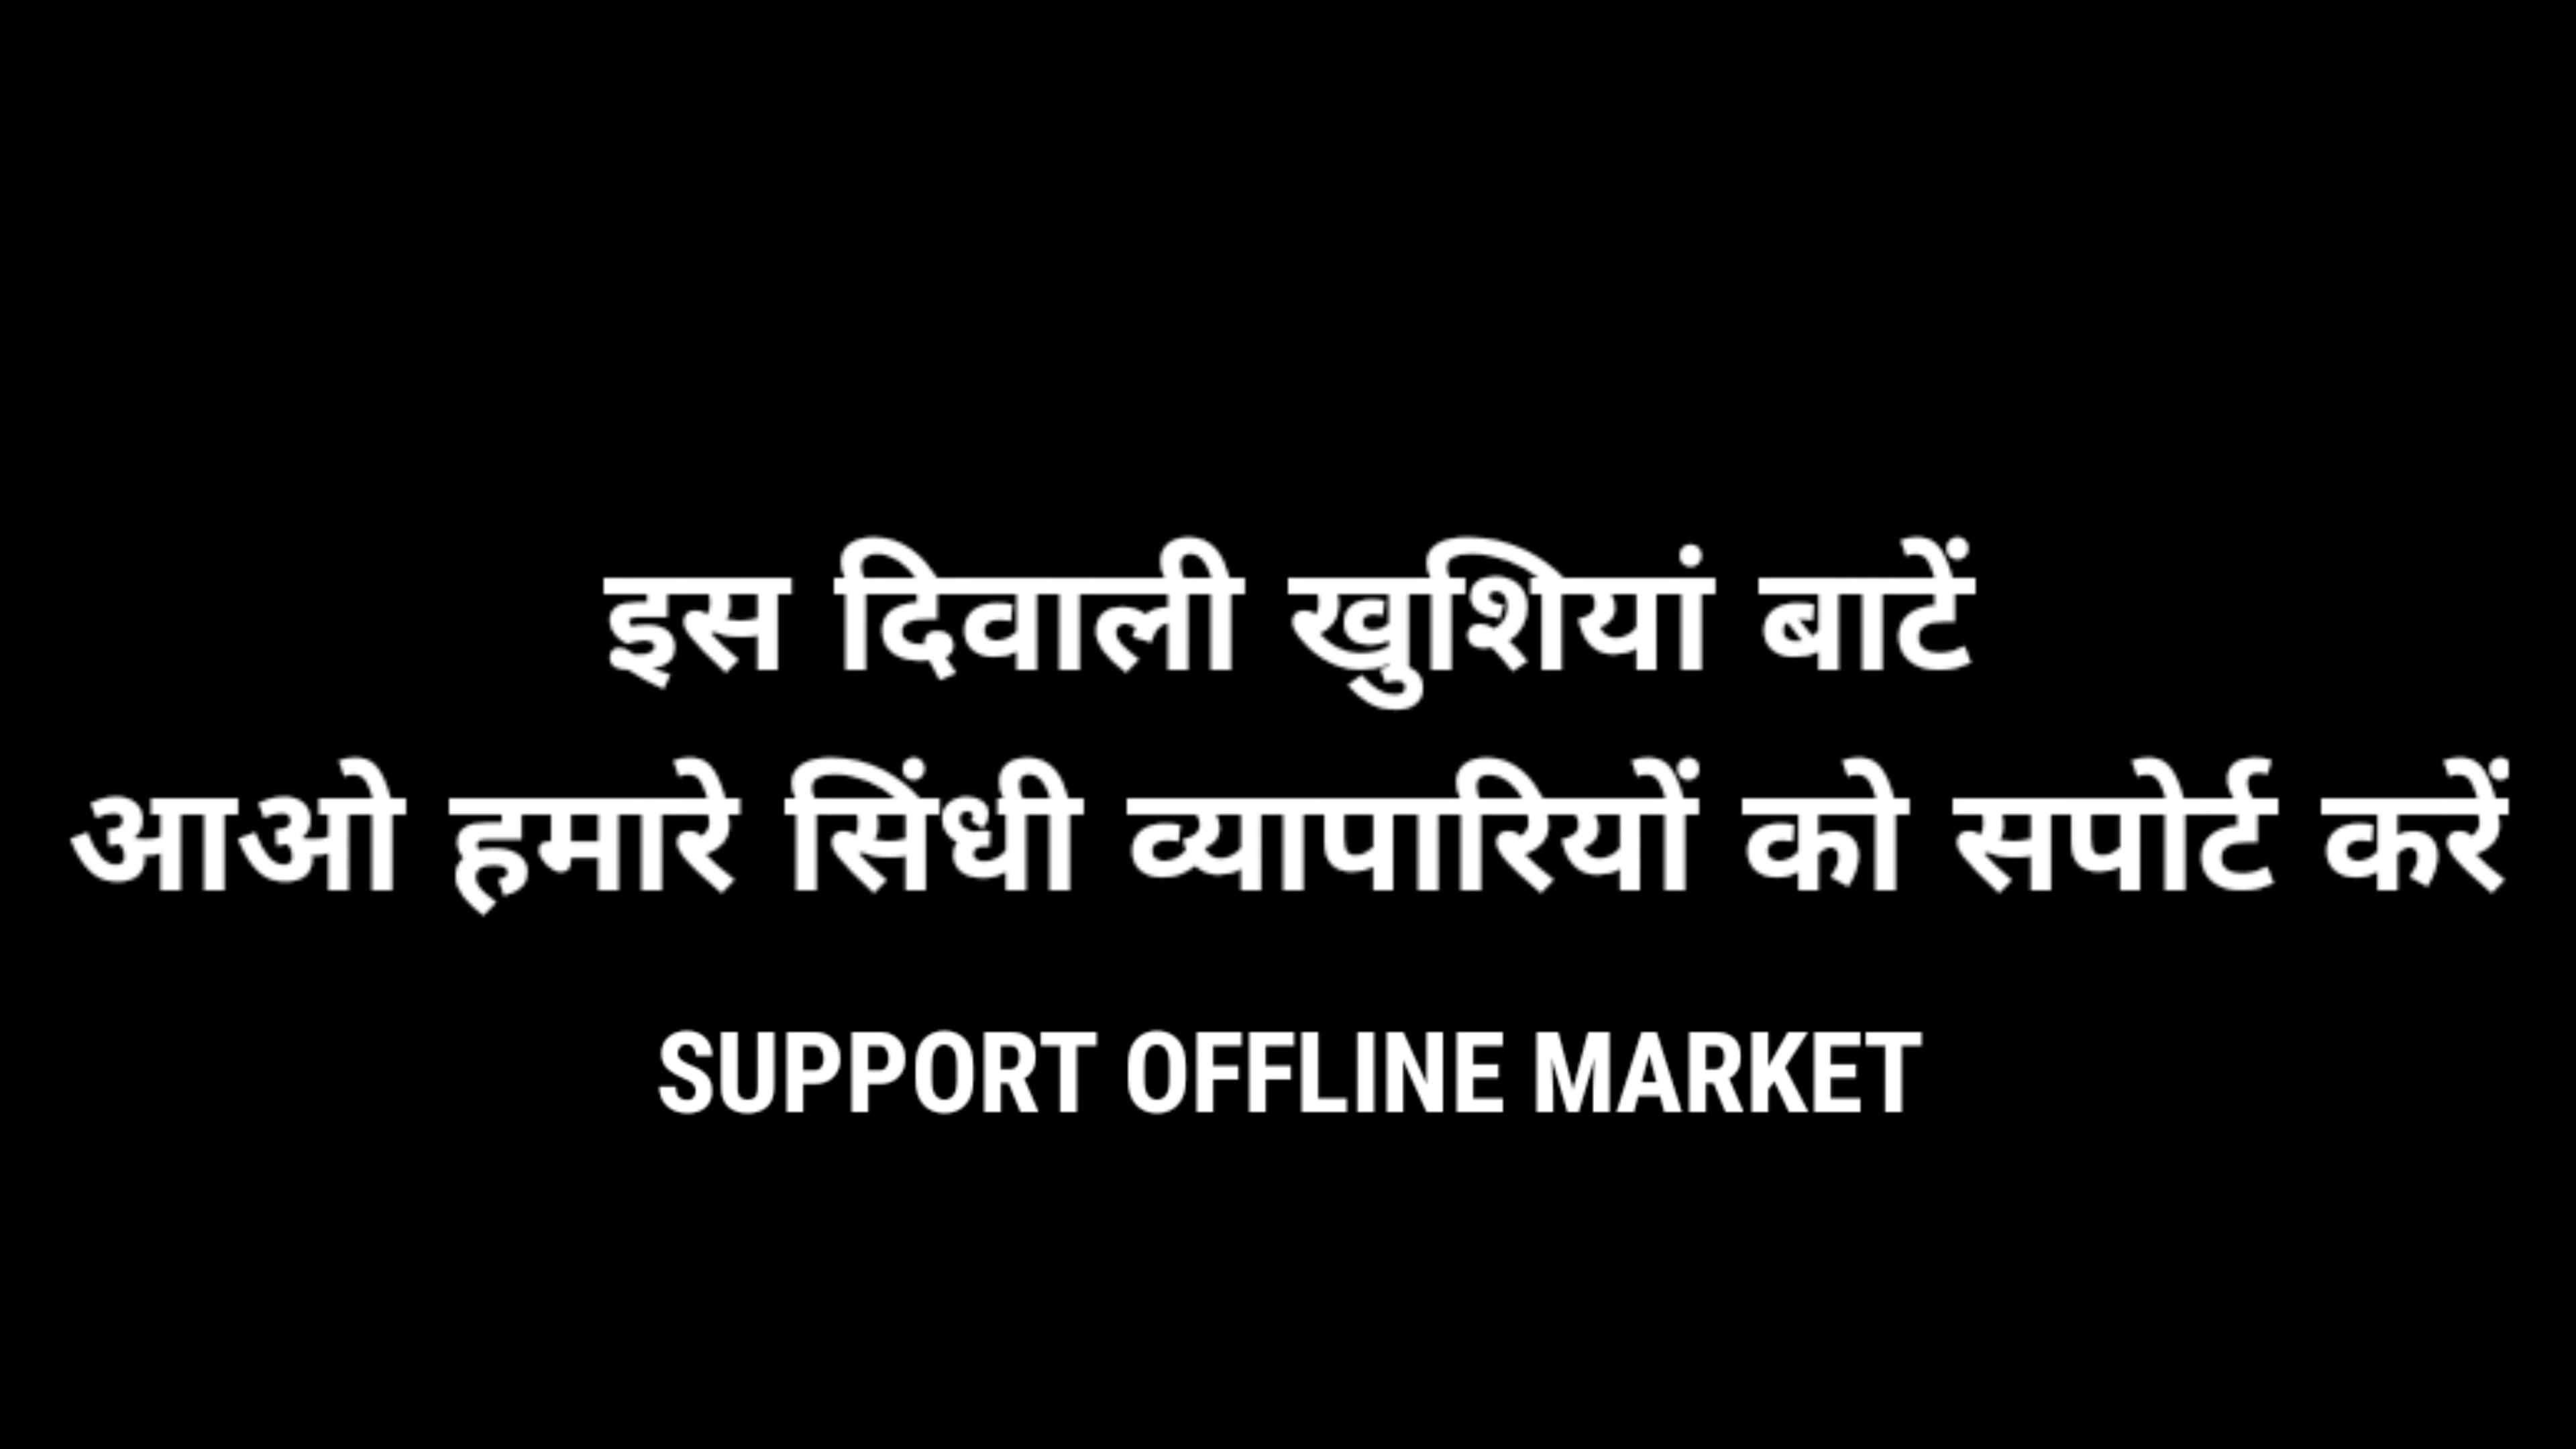 इस दिवाली खुशियां बाटें
आओ हमारे सिंधी व्यापारियों को सपोर्ट करें
SUPPORT OFFLINE MARKET